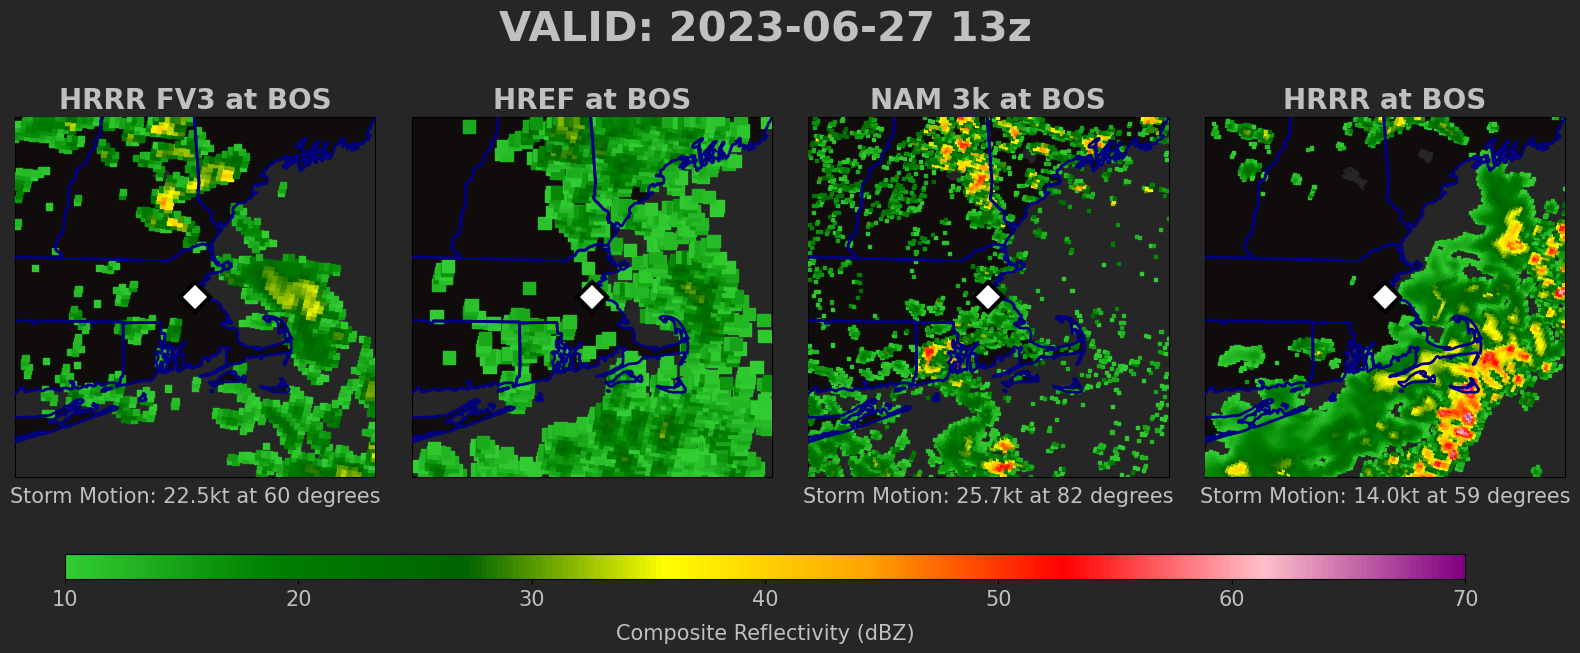 VALID: 2023-06-27 13z
HRRR FV3 at BOS
HREF at BOS
NAM 3k at BOS
HRRR at BOS
Storm Motion: 22.5kt at 60 degrees
Storm Motion: 25.7kt at 82 degrees
Storm Motion: 14.0kt at 59 degrees
10 20 30 40 50 60 70
Composite Reflectivity (dBZ)